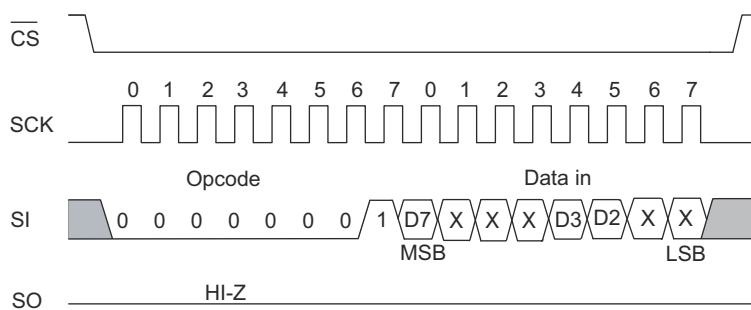 CS
0 1 2 3 4 5 6 7 0 1 2 3 4 5 6 7
SCK
Opcode Data in
SI 0 0 0 0 0 0 0 1 D7 X X X D3 D2 X X
MSB LSB
HI-Z
SO